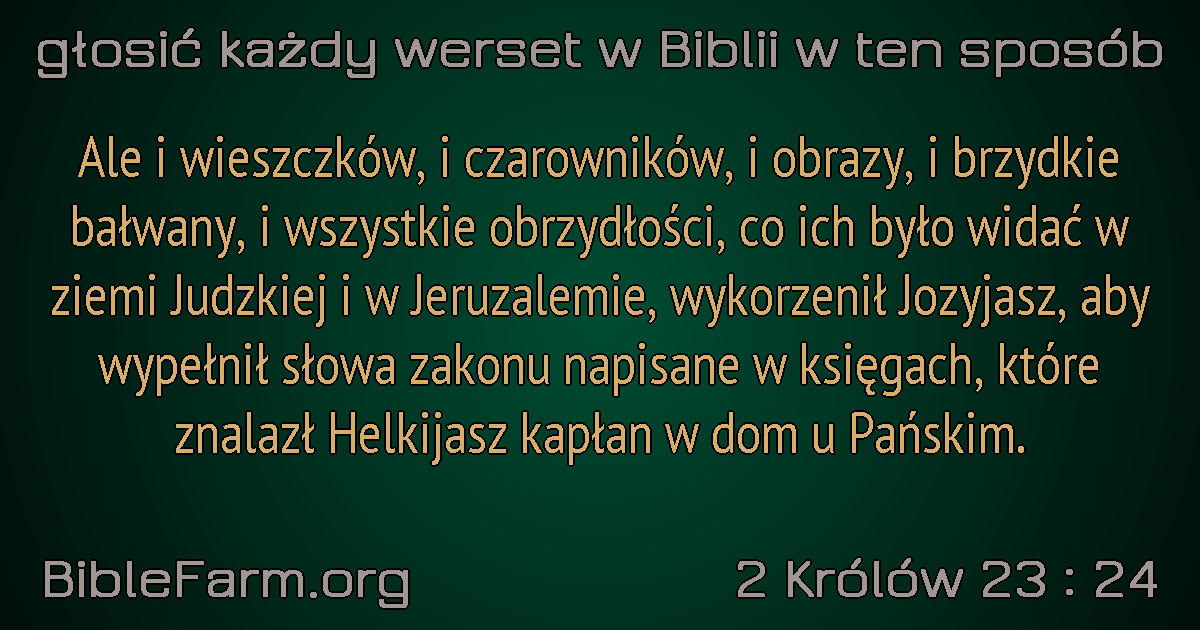 głosić każdy werset w Biblii w ten sposób
Ale i wieszczków, i czarowników, i obrazy, i brzydkie
bałwany, i wszystkie obrzydłości, co ich było widać w
ziemi Judzkiej i w Jeruzalemie, wykorzenił Jozyjasz, aby
wypełnił słowa zakonu napisane w księgach, które
znalazł Helkijasz kapłan w dom u Pańskim.
BibleFarm.org
2 Królów 23 : 24